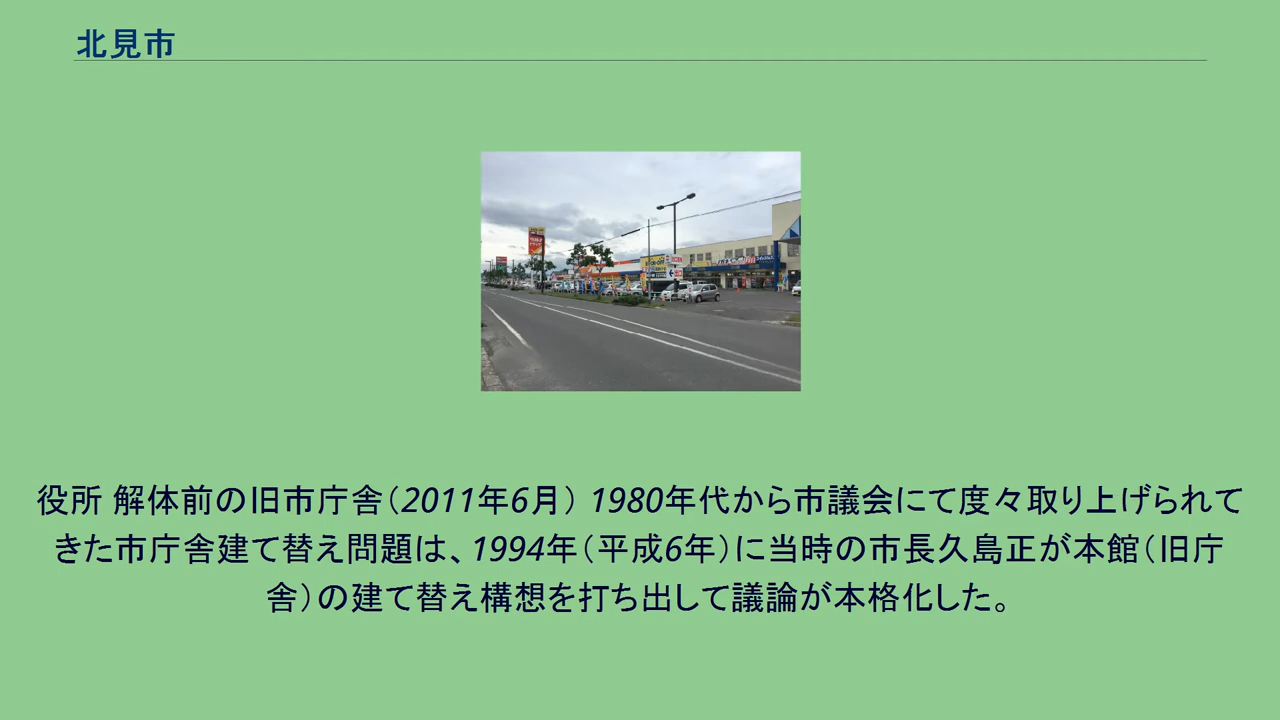 北見市
役所 解体前の旧市庁舎（2011年6月） 1980年代から市議会にて度々取り上げられて
きた市庁舎建て替え問題は、1994年（平成6年）に当時の市長久島正が本館（旧庁
舎）の建て替え構想を打ち出して議論が本格化した。